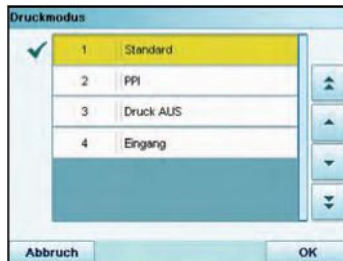 Druckmodus
1 Standard
2 PPI
3 Druck AUS
4 Eingang
Abbruch OK